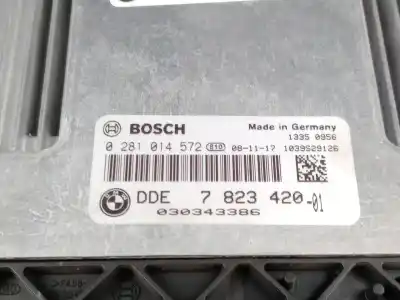 BOSCH
Made in Germany
1335 0956
0 281 014 572 E10 08-11-17 1039S29126
DDE 7 823 420-01
030343386